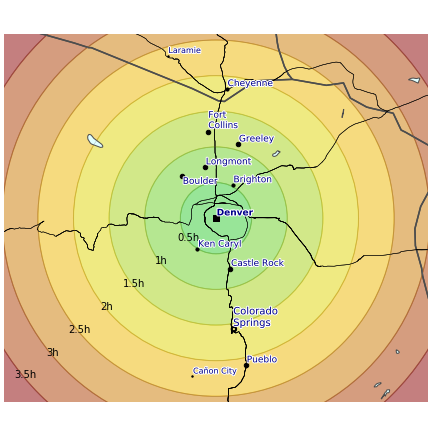 Laramie
Cheyenne
Fort
Collins
Greeley
Longmont
Boulder
Brighton
Denver
0.5h
Ken Caryl
1h
Castle Rock
1.5h
2h
Colorado
Springs
2.5h
3h
Pueblo
3.5h
Cañon City